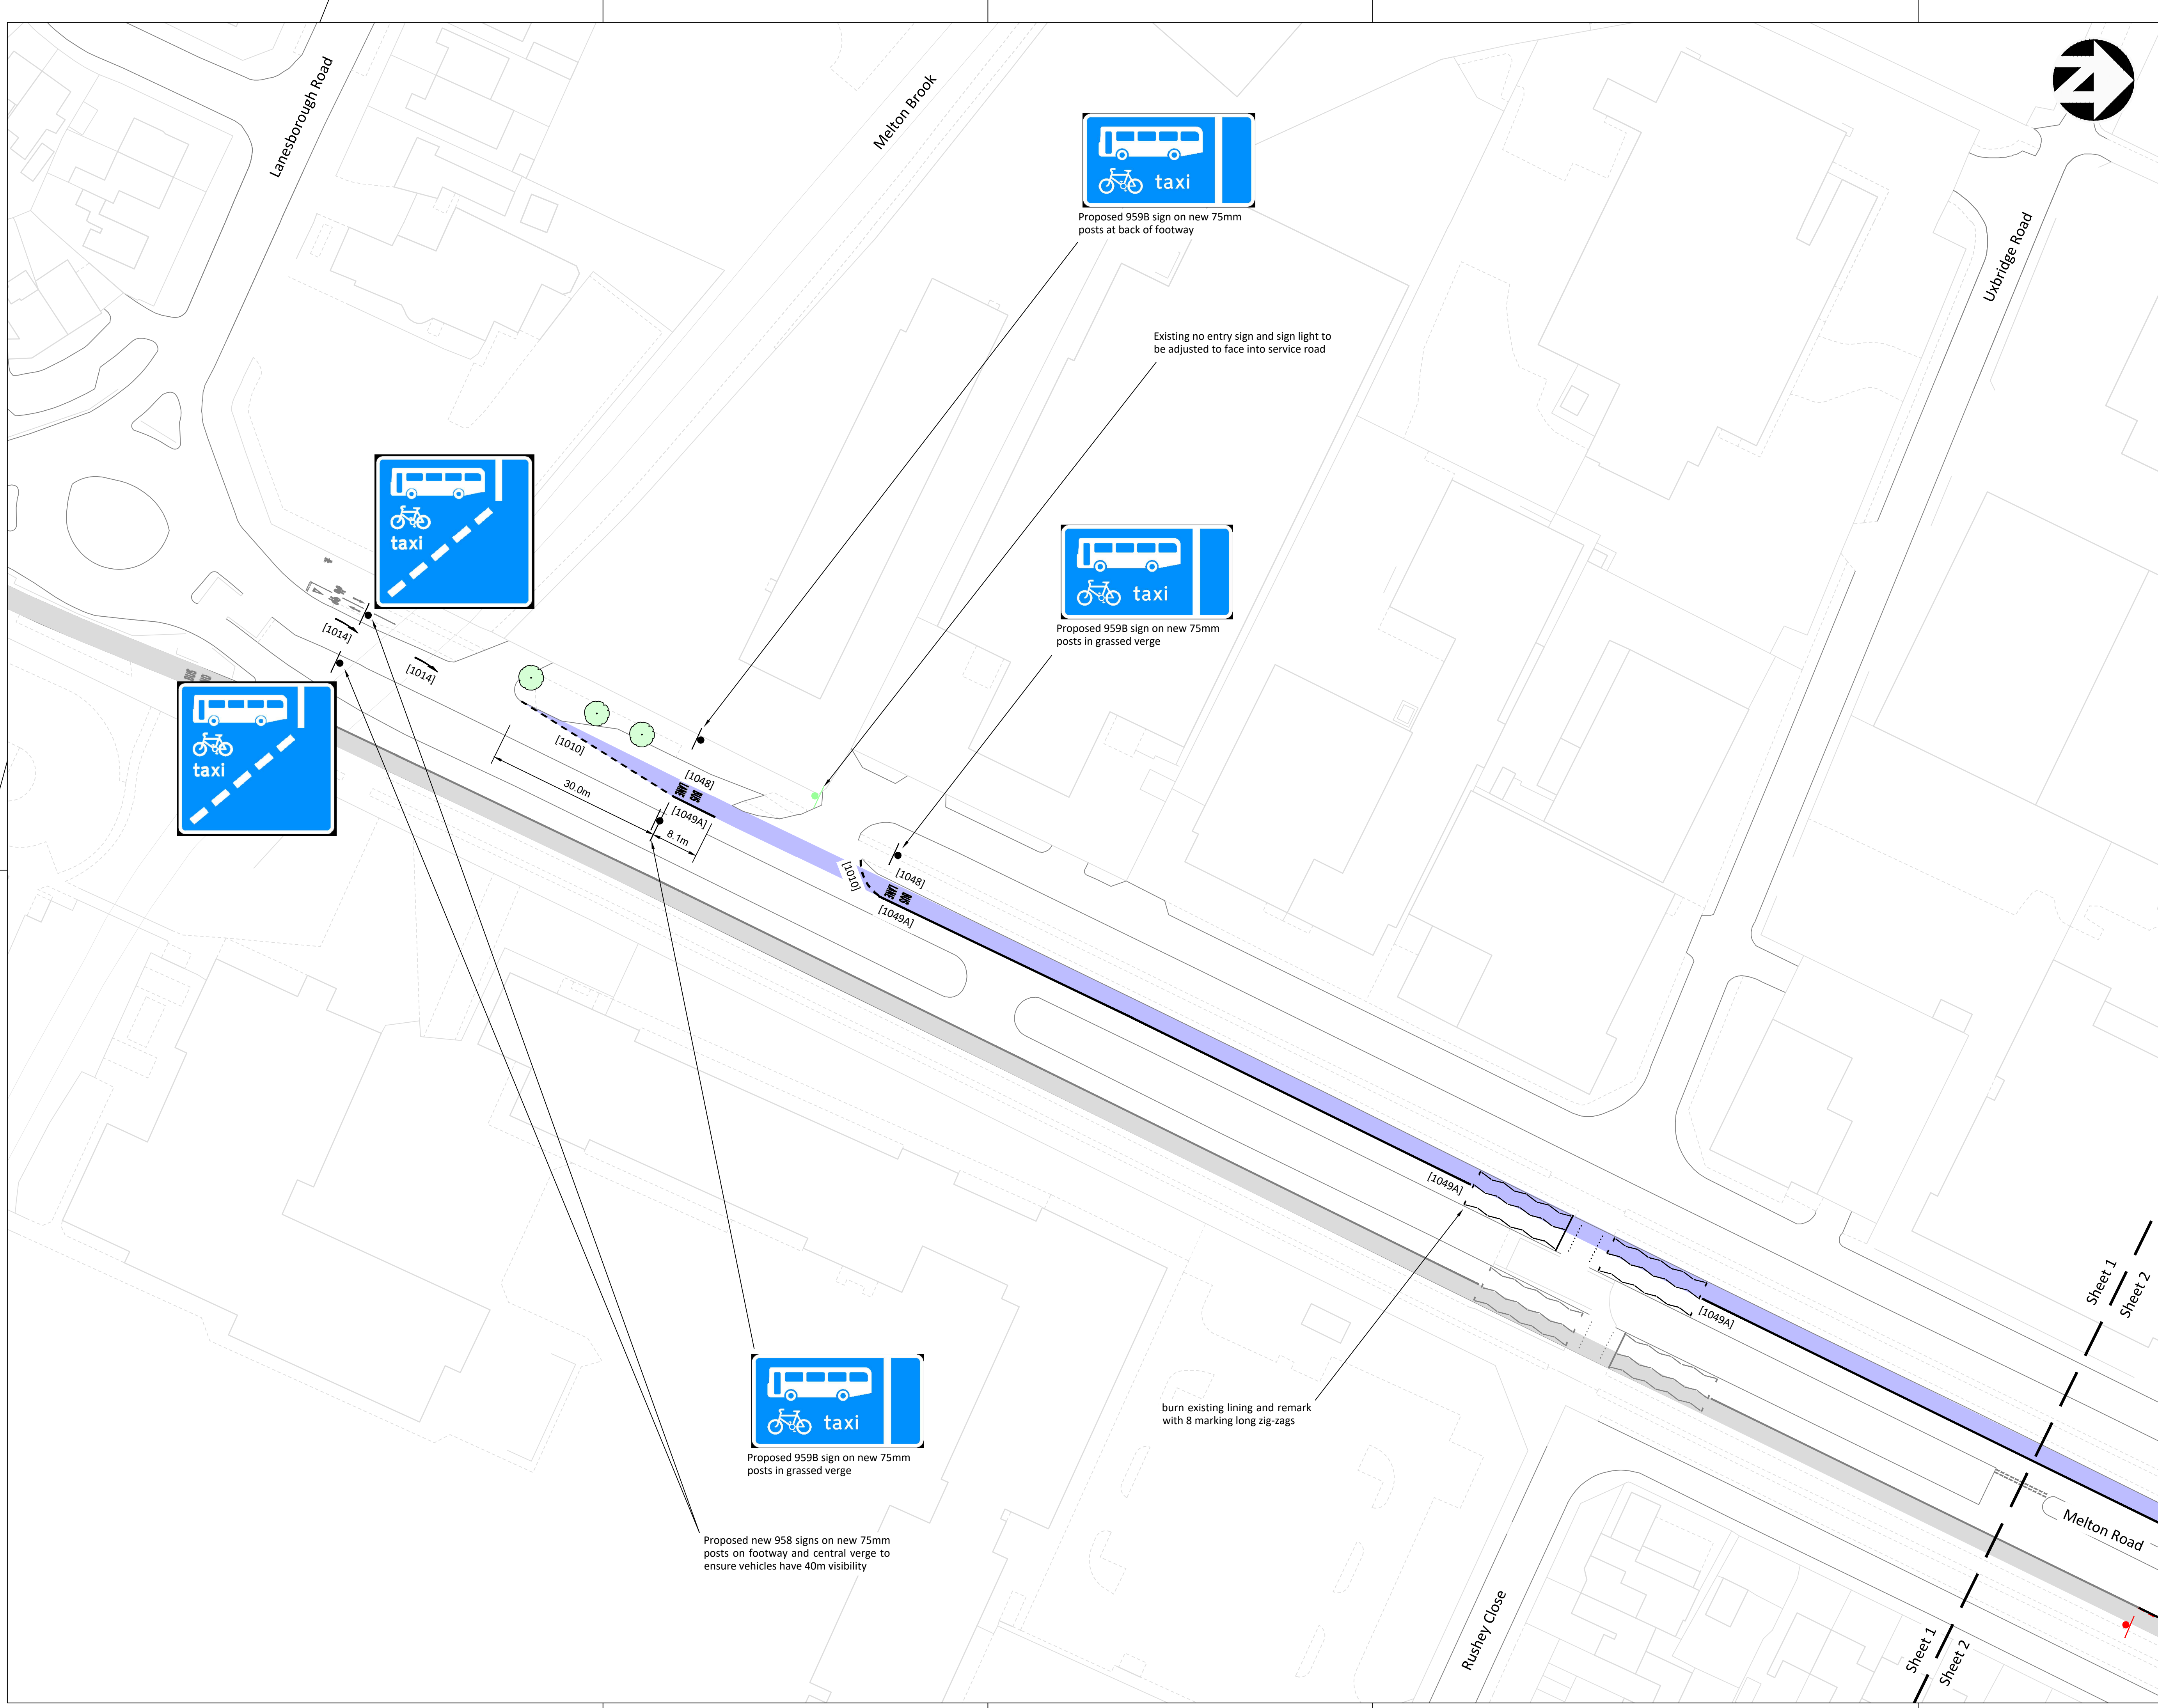 Lanesborough Road
Melton Brook
Uxbridge Road
taxi
Proposed 959B sign on new 75mm
posts at back of footway
Existing no entry sign and sign light to
be adjusted to face into service road
taxi
taxi
Proposed 959B sign on new 75mm
posts in grassed verge
[1014]
[1014]
BUS
taxi
[1010]
30.0m
[1048]
BUS
LANE
[1049A]
8.1m
[1010]
[1048]
BUS
LANE
[1049A]
[1049A]
[1049A]
Sheet 1
Sheet 2
taxi
Proposed 959B sign on new 75mm
posts in grassed verge
burn existing lining and remark
with 8 marking long zig-zags
Proposed new 958 signs on new 75mm
posts on footway and central verge to
ensure vehicles have 40m visibility
Melton Road
Rushey Close
Sheet 1
Sheet 2